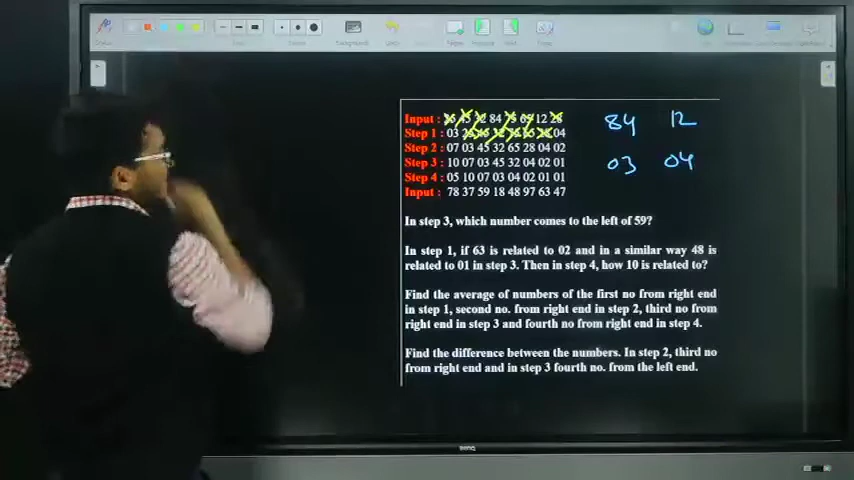 Input : 45 32 84 65 12 28
Step 1 : 03 04
Step 2 : 07 03 45 32 65 28 04 02
Step 3 : 10 07 03 45 32 04 02 01
Step 4 : 05 10 07 03 04 02 01 01
Input : 78 37 59 18 48 97 63 47
84 12
03 04
In step 3, which number comes to the left of 59?
In step 1, if 63 is related to 02 and in a similar way 48 is
related to 01 in step 3. Then in step 4, how 10 is related to?
Find the average of numbers of the first no from right end
in step 1, second no. from right end in step 2, third no from
right end in step 3 and fourth no from right end in step 4.
Find the difference between the numbers. In step 2, third no
from right end and in step 3 fourth no. from the left end.